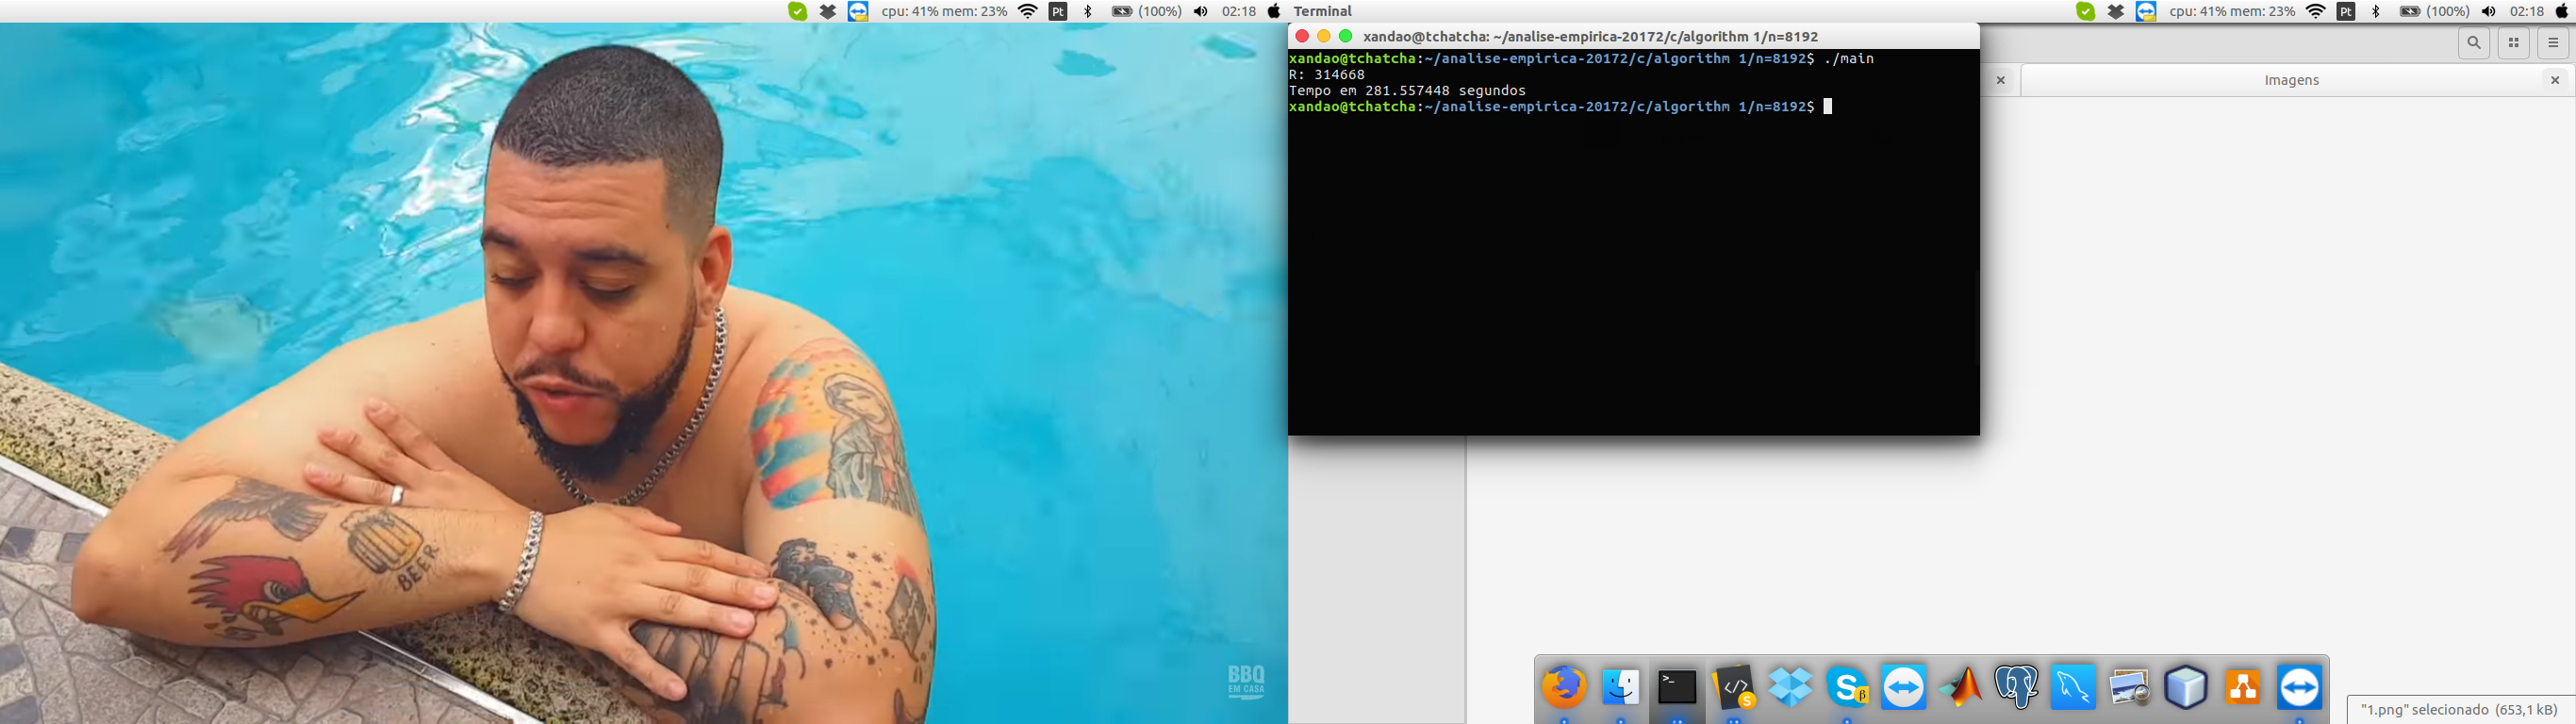 cpu: 41% mem: 23% Pt (100%) 02:18
Terminal cpu: 41% mem: 23% Pt (100%) 02:18
xandao@tchatcha: ~/analise-empirica-20172/c/algorithm 1/n=8192
xandao@tchatcha:~/analise-empirica-20172/c/algorithm 1/n=8192$ ./main
R: 314668
Tempo em 281.557448 segundos
xandao@tchatcha:~/analise-empirica-20172/c/algorithm 1/n=8192$
Imagens
BEER
BBQ
EM CASA
>_
</>
S
S
β
"1.png" selecionado (653,1 kB)